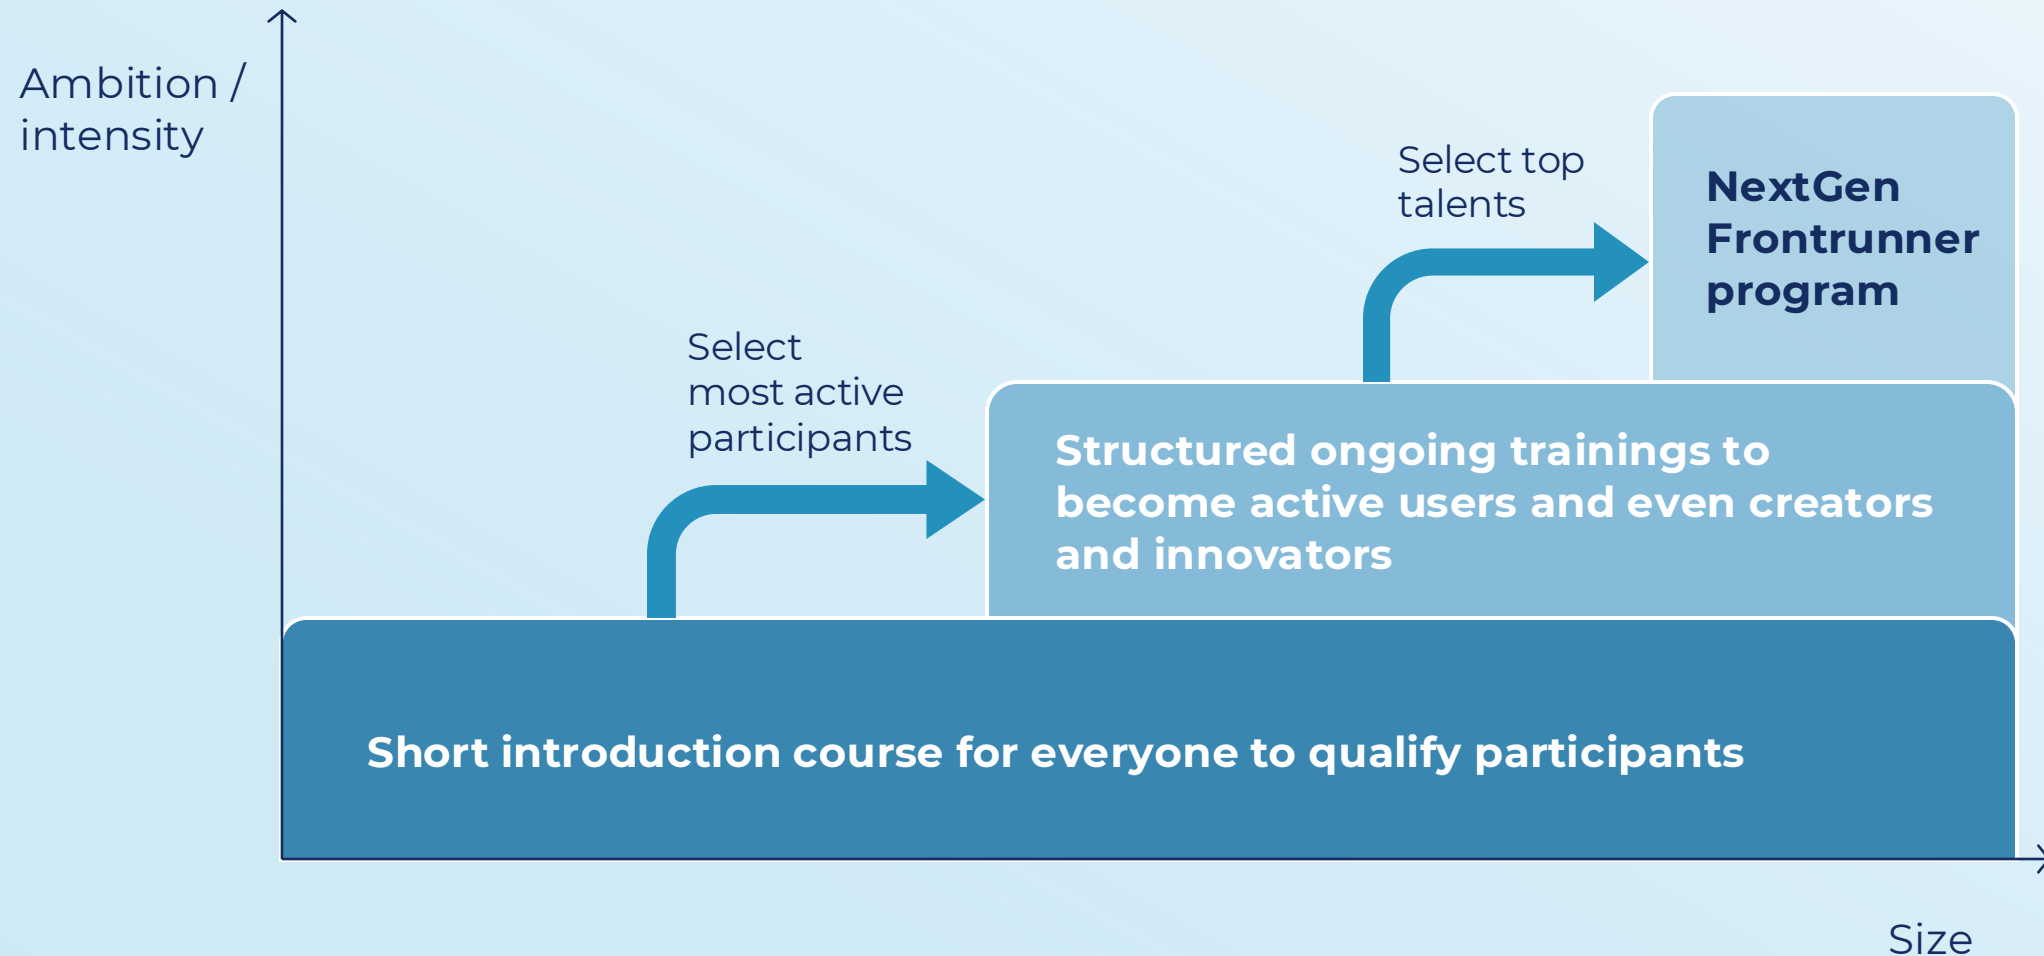 Ambition /
intensity
Select top
talents
NextGen
Frontrunner
program
Select
most active
participants
Structured ongoing trainings to
become active users and even creators
and innovators
Short introduction course for everyone to qualify participants
Size